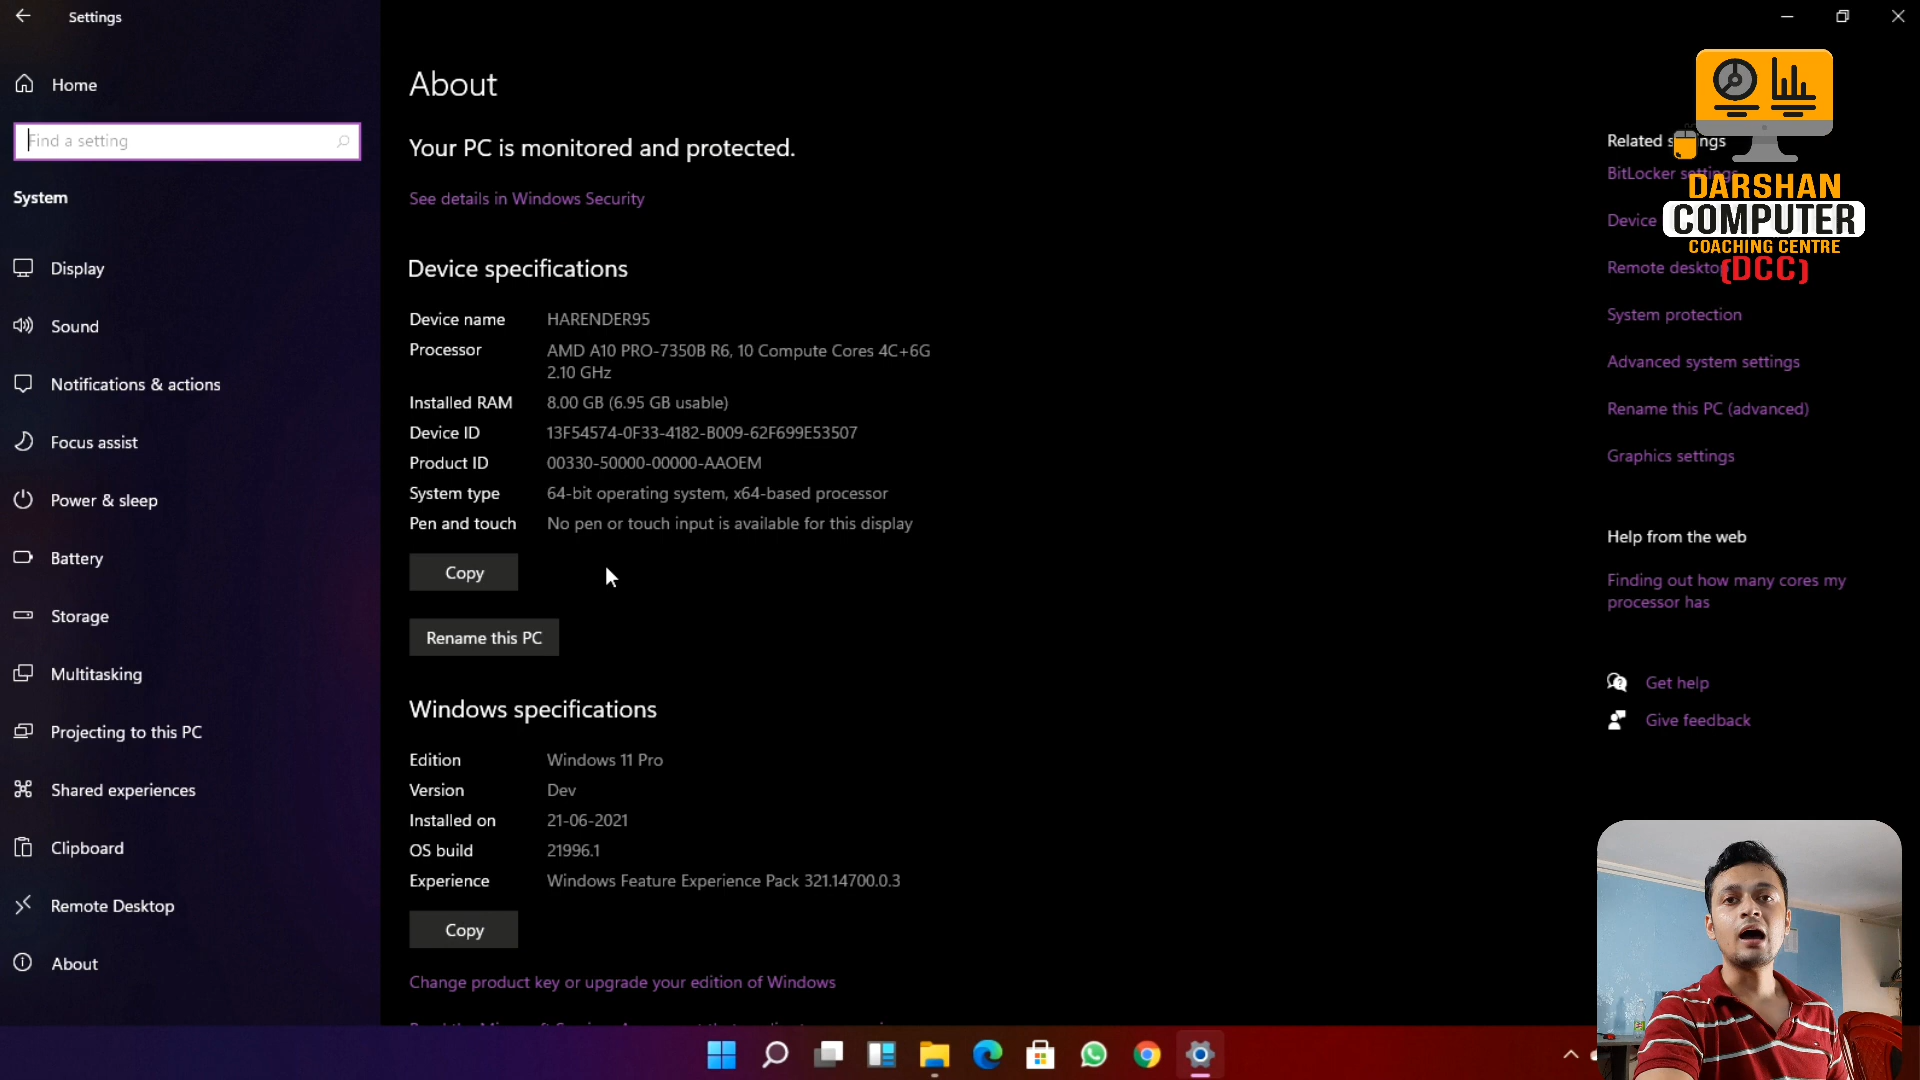 Settings
Home
Find a setting
System
Display
Sound
Notifications & actions
Focus assist
Power & sleep
Battery
Storage
Multitasking
Projecting to this PC
Shared experiences
Clipboard
Remote Desktop
About
About
Your PC is monitored and protected.
See details in Windows Security
Device specifications
Device name HARENDER95
Processor AMD A10 PRO-7350B R6, 10 Compute Cores 4C+6G
2.10 GHz
Installed RAM 8.00 GB (6.95 GB usable)
Device ID 13F54574-0F33-4182-B009-62F699E53507
Product ID 00330-50000-00000-AAOEM
System type 64-bit operating system, x64-based processor
Pen and touch No pen or touch input is available for this display
Copy
Rename this PC
Windows specifications
Edition Windows 11 Pro
Version Dev
Installed on 21-06-2021
OS build 21996.1
Experience Windows Feature Experience Pack 321.14700.0.3
Copy
Change product key or upgrade your edition of Windows
Related
BitLocker settings
Device
Remote desktop
System protection
Advanced system settings
Rename this PC (advanced)
Graphics settings
Help from the web
Finding out how many cores my
processor has
Get help
Give feedback
DARSHAN
COMPUTER
COACHING CENTRE
(DCC)